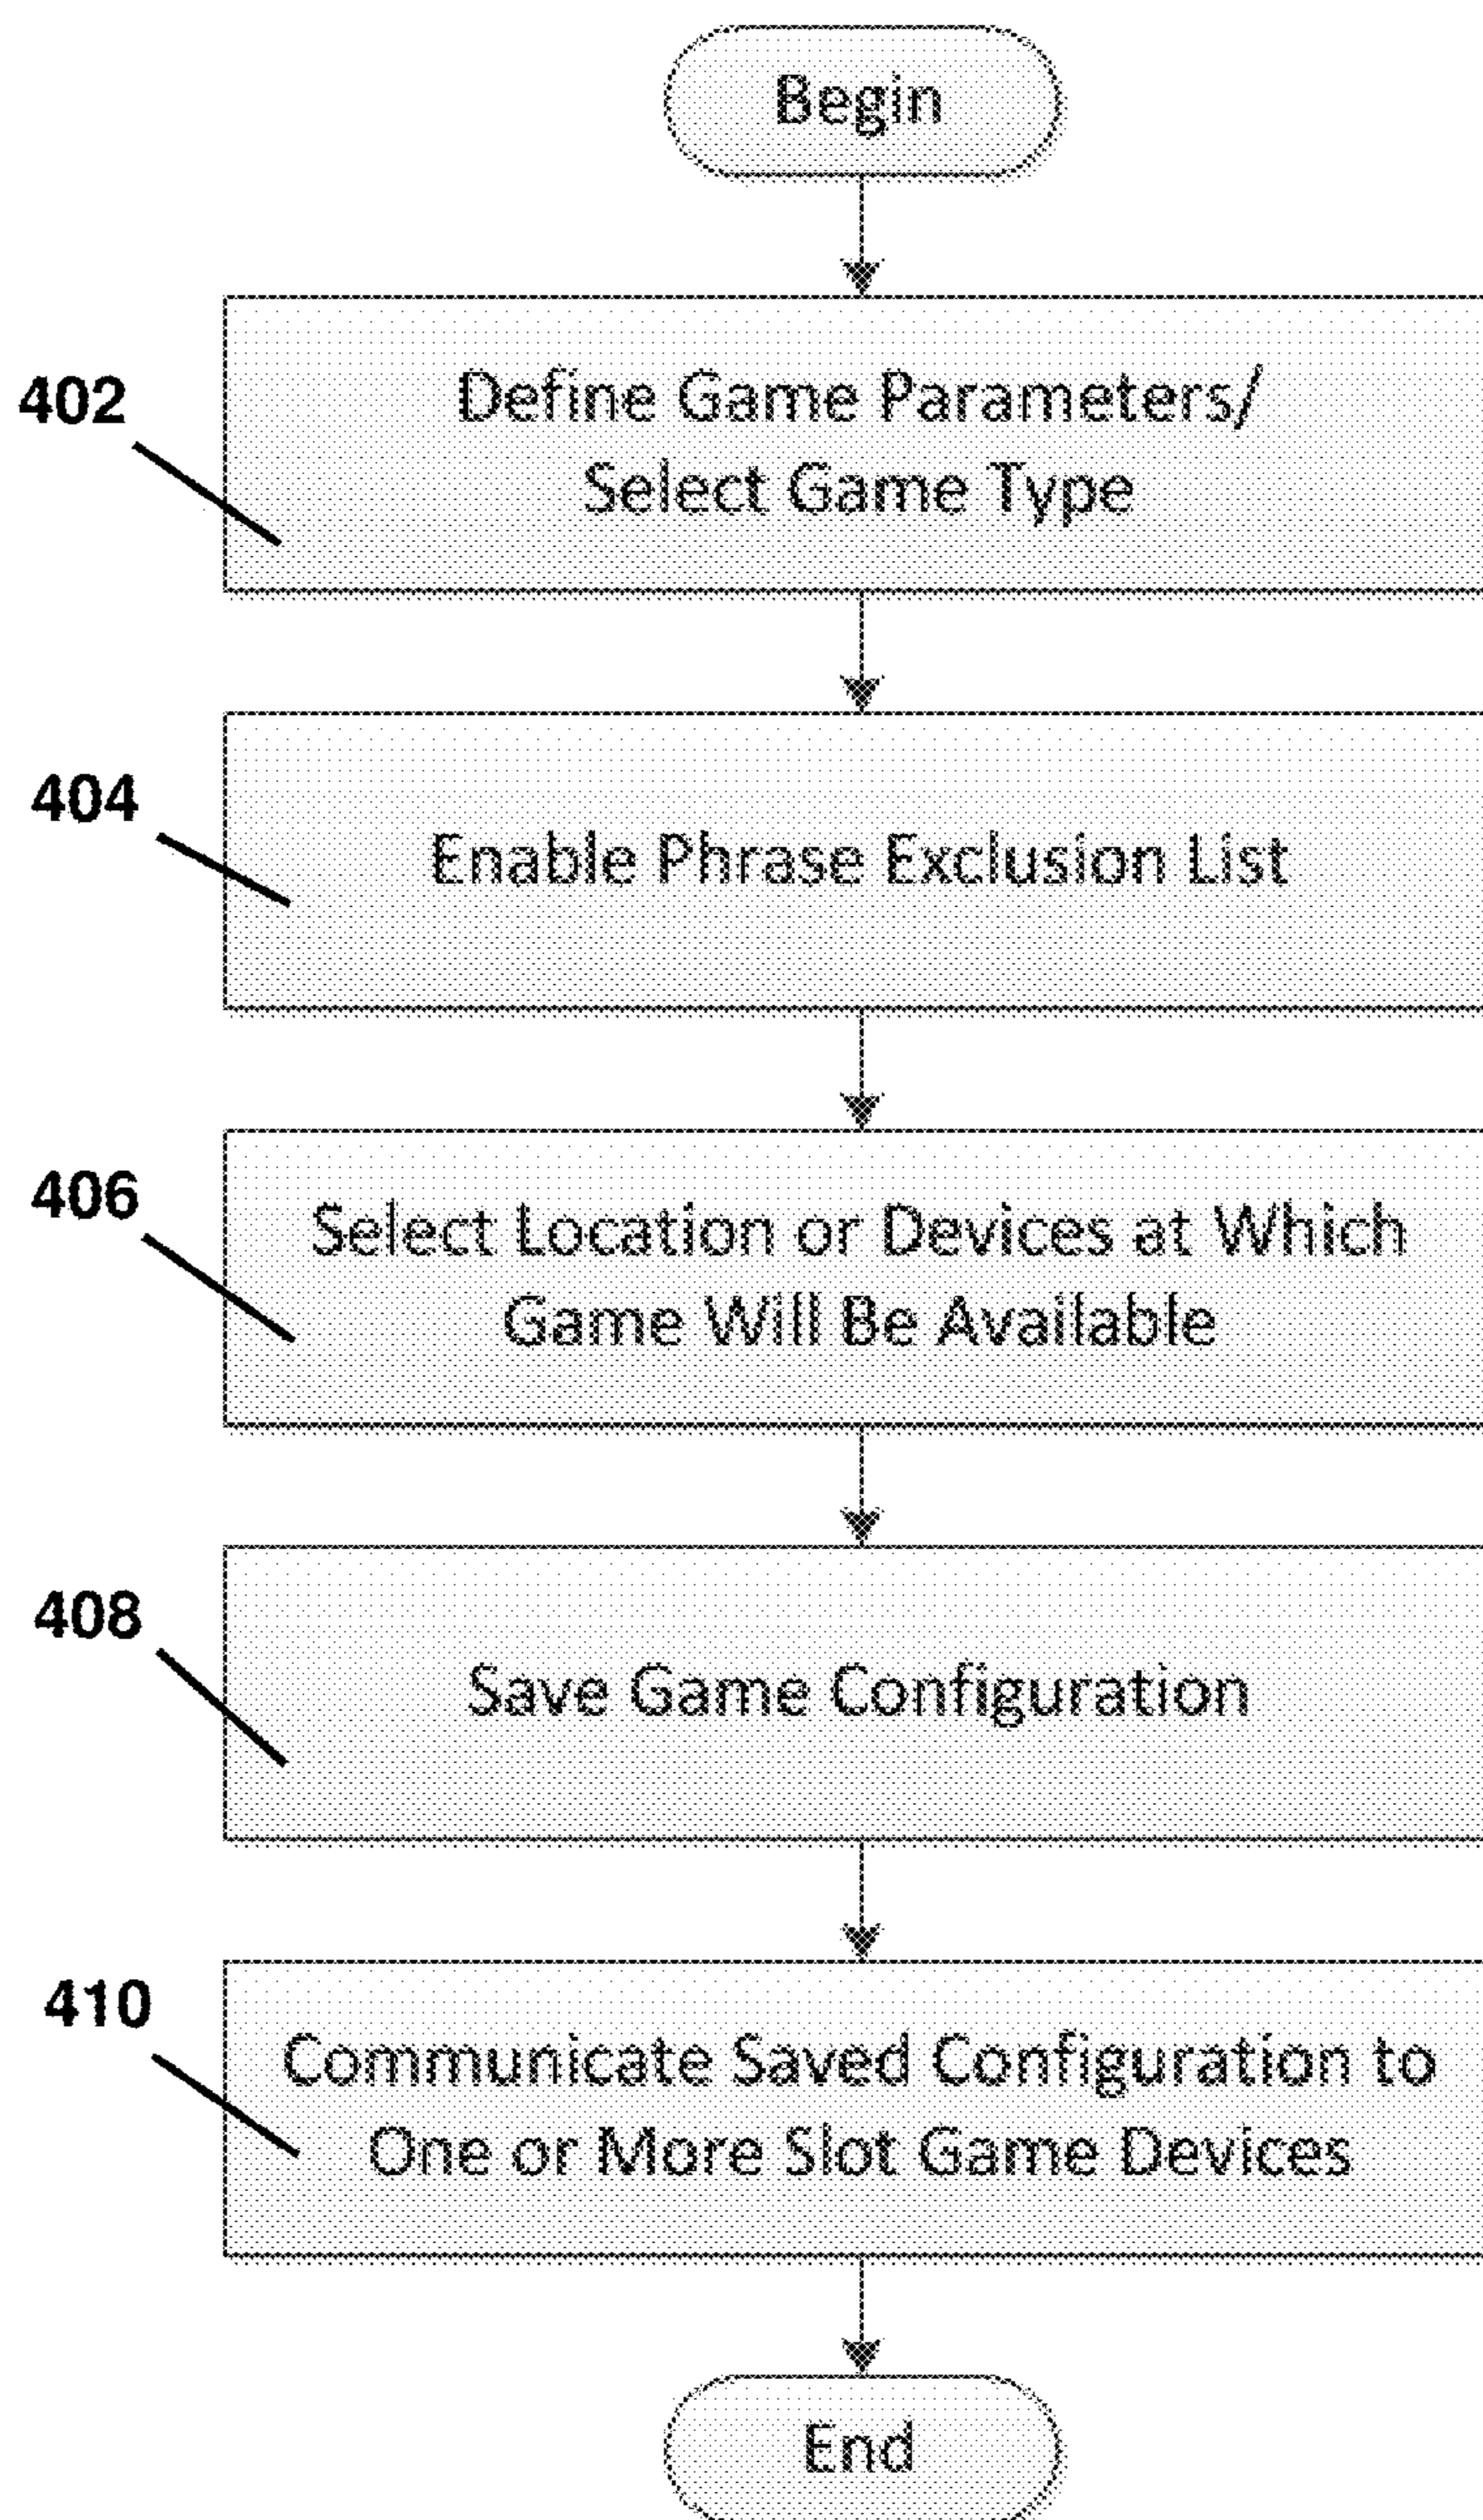 Begin
402
Define Game Parameters/
Select Game Type
404
Enable Phrase Exclusion List
406
Select Location or Devices at Which
Game Will Be Available
408
Save Game Configuration
410
Communicate Saved Configuration to
One or More Slot Game Devices
End